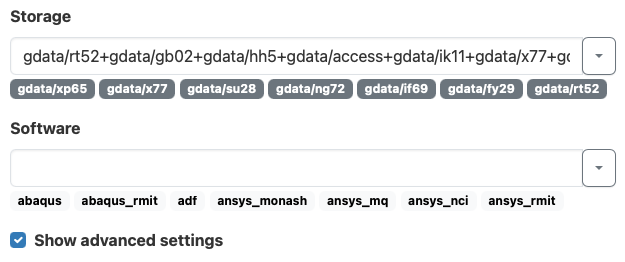 Storage
gdata/rt52+gdata/gb02+gdata/hh5+gdata/access+gdata/ik11+gdata/x77+gc
gdata/xp65 gdata/x77 gdata/su28 gdata/ng72 gdata/if69 gdata/fy29 gdata/rt52
Software
abaqus abaqus_rmit adf ansys_monash ansys_mq ansys_nci ansys_rmit
Show advanced settings